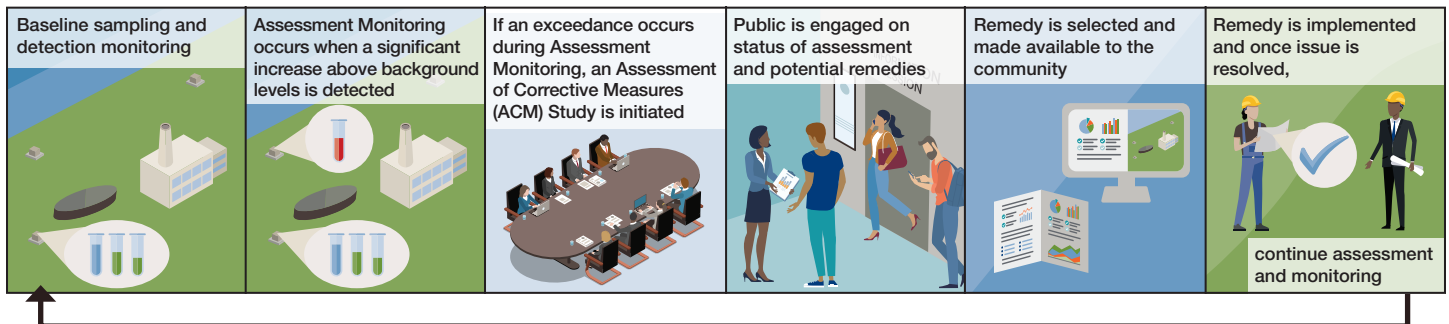 Baseline sampling and
detection monitoring
Assessment Monitoring
occurs when a significant
increase above background
levels is detected
If an exceedance occurs
during Assessment
Monitoring, an Assessment
of Corrective Measures
(ACM) Study is initiated
Public is engaged on
status of assessment
and potential remedies
Remedy is selected and
made available to the
community
Remedy is implemented
and once issue is
resolved,
continue assessment
and monitoring